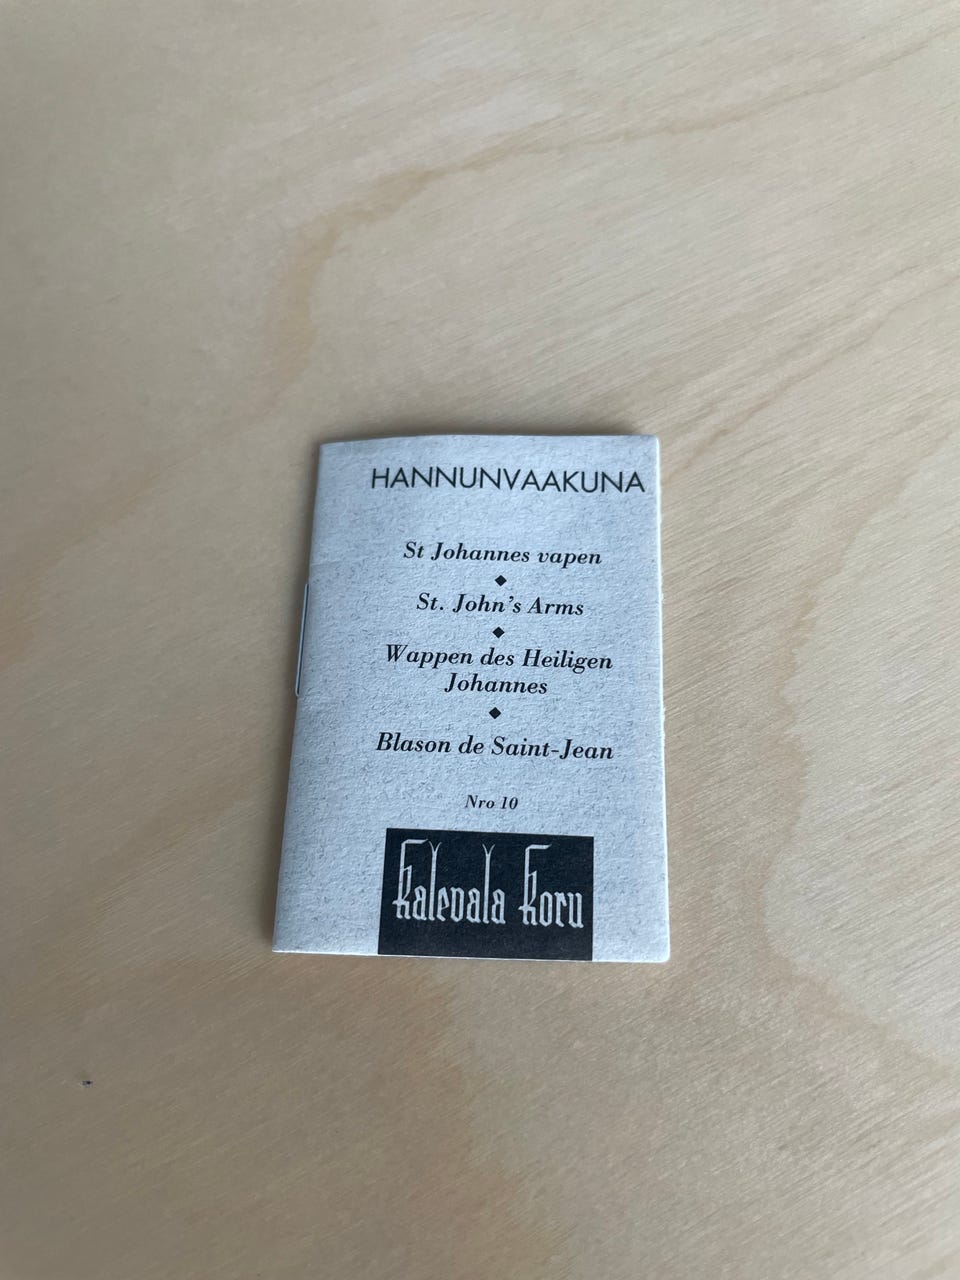 HANNUNVAAKUNA
St Johannes vapen
◆
St. John's Arms
◆
Wappen des Heiligen
Johannes
◆
Blason de Saint-Jean
Nro 10
Kalevala Koru